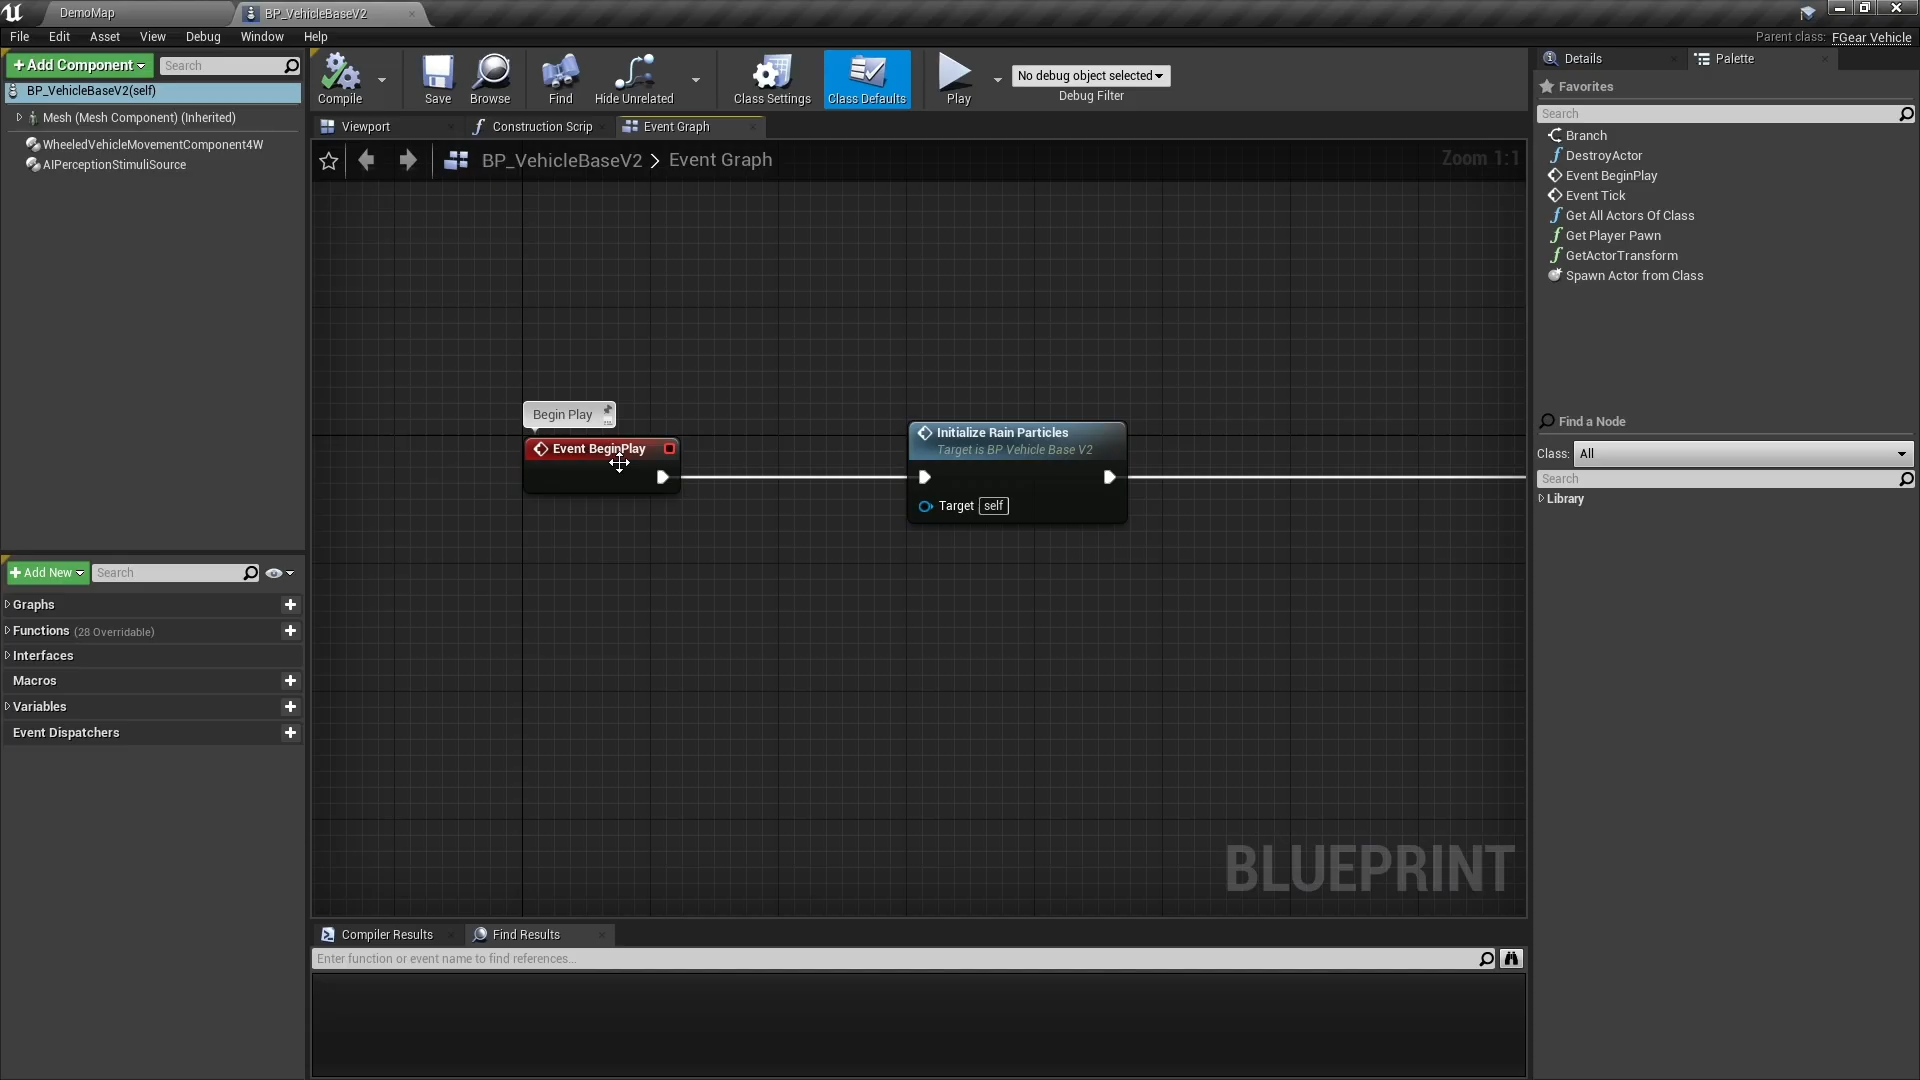 DemoMap
BP_VehicleBaseV2
File Edit Asset View Debug Window Help
Parent class: FGear Vehicle
Add Component
Search
BP_VehicleBaseV2(self)
Mesh (Mesh Component) (Inherited)
WheeledVehicleMovementComponent4W
AIPerceptionStimuliSource
Add New
Search
Graphs
Functions (28 Overridable)
Interfaces
Macros
Variables
Event Dispatchers
Compile
Save
Browse
Find
Hide Unrelated
Class Settings
Class Defaults
Play
No debug object selected
Debug Filter
Viewport
Construction Scrip
Event Graph
BP_VehicleBaseV2 > Event Graph
Zoom 1:1
Begin Play
Event BeginPlay
Initialize Rain Particles
Target is BP Vehicle Base V2
Target self
BLUEPRINT
Compiler Results
Find Results
Enter function or event name to find references...
Details
Palette
Favorites
Search
Branch
DestroyActor
Event BeginPlay
Event Tick
Get All Actors Of Class
Get Player Pawn
GetActorTransform
Spawn Actor from Class
Find a Node
Class: All
Search
Library